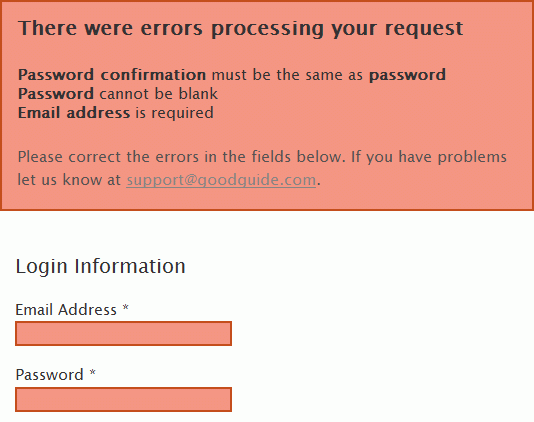 There were errors processing your request
Password confirmation must be the same as password
Password cannot be blank
Email address is required
Please correct the errors in the fields below. If you have problems
let us know at support@goodguide.com.
Login Information
Email Address *
Password *